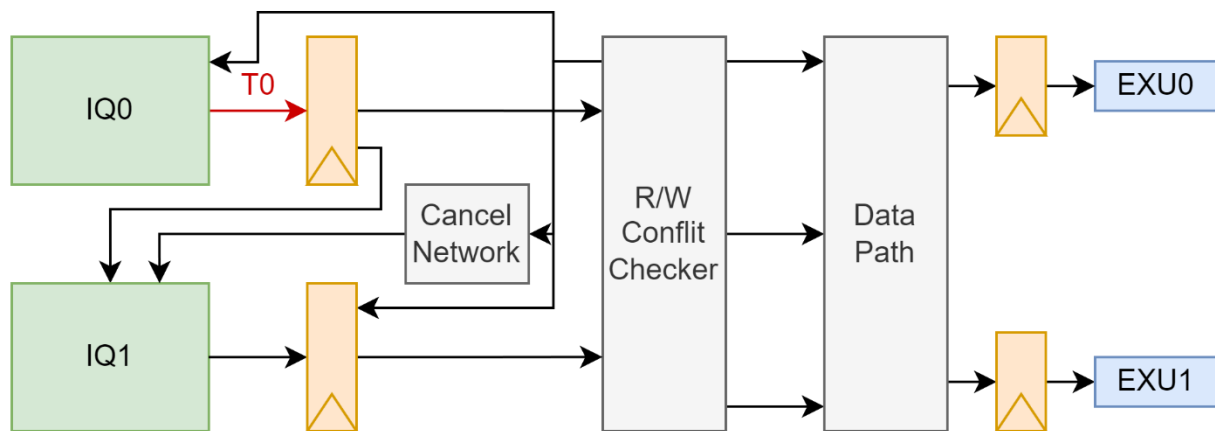 T0
IQ0
EXU0
Cancel
Network
R/W
Conflit
Checker
Data
Path
IQ1
EXU1